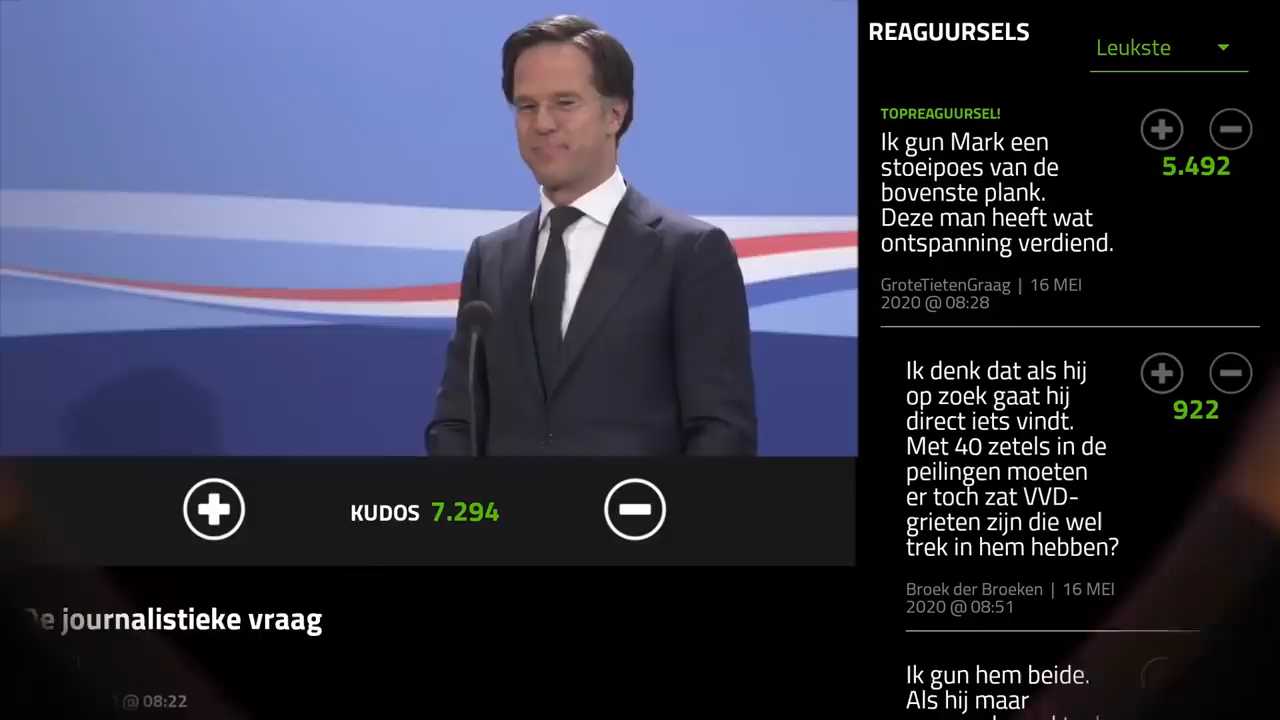 REAGUURSELS
Leukste
TOPREAGUURSEL!
Ik gun Mark een
stoeipoes van de
bovenste plank.
Deze man heeft wat
ontspanning verdiend.
5.492
GroteTietenGraag | 16 MEI
2020 @ 08:28
Ik denk dat als hij
op zoek gaat hij
direct iets vindt.
Met 40 zetels in de
peilingen moeten
er toch zat VVD-
grieten zijn die wel
trek in hem hebben?
922
Broek der Broeken | 16 MEI
2020 @ 08:51
Ik gun hem beide.
Als hij maar
KUDOS 7.294
De journalistieke vraag
@ 08:22